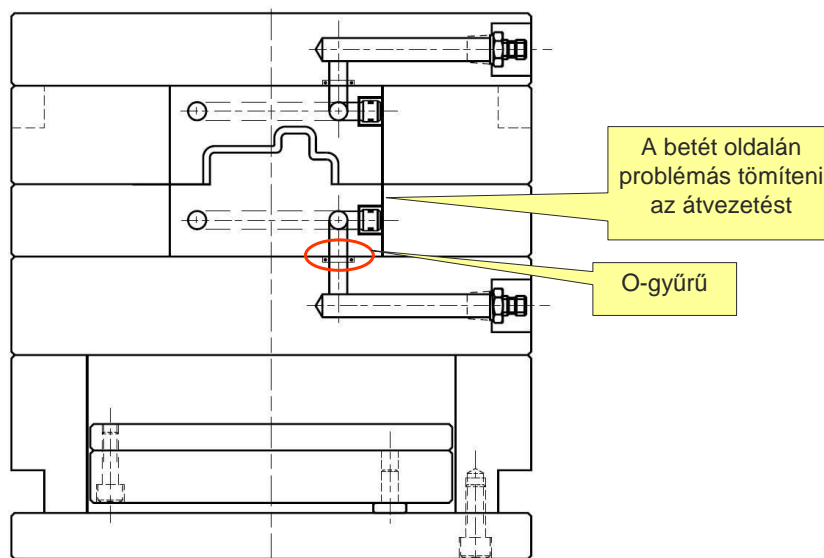 A betét oldalán
problémás tömíteni
az átvezetést
O-gyűrű